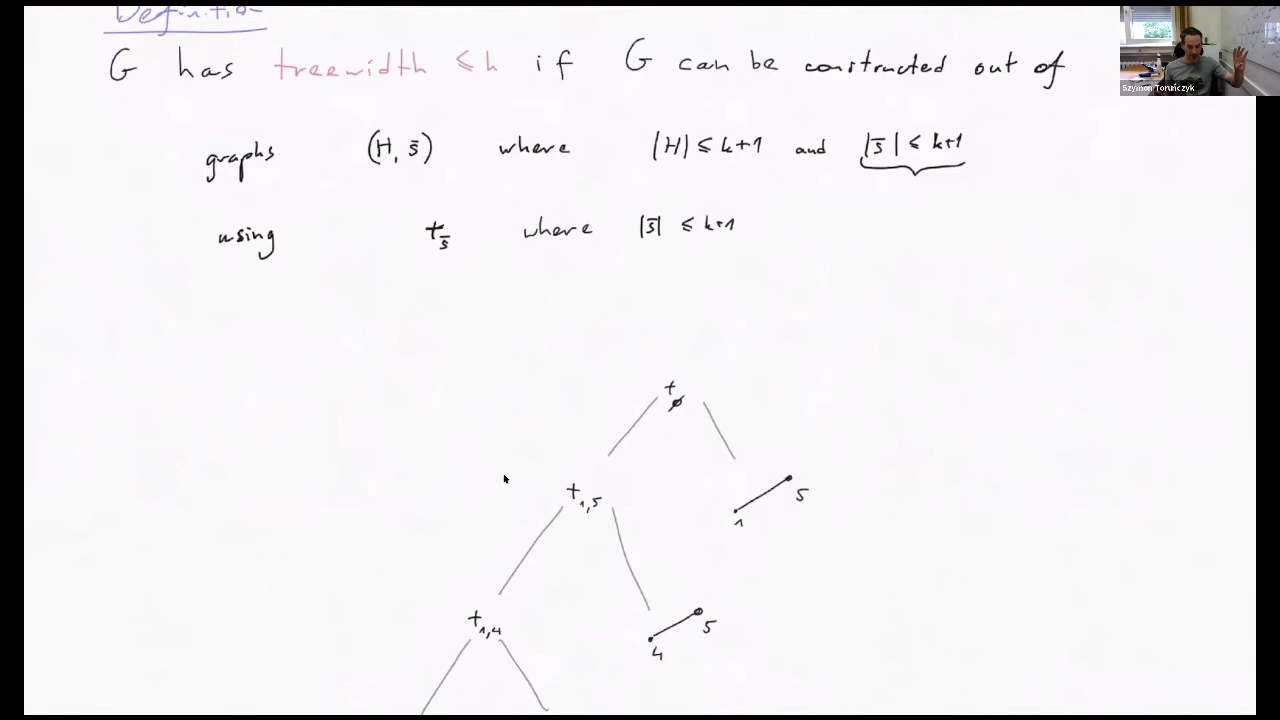 Definition
G has treewidth ≤ k if G can be constructed out of
graphs (H, s̄) where |H| ≤ k+1 and |s̄| ≤ k+1
using +s̄ where |s̄| ≤ k+1
+∅
+1,5
1 5
+1,4
4 5
Szymon Toruńczyk